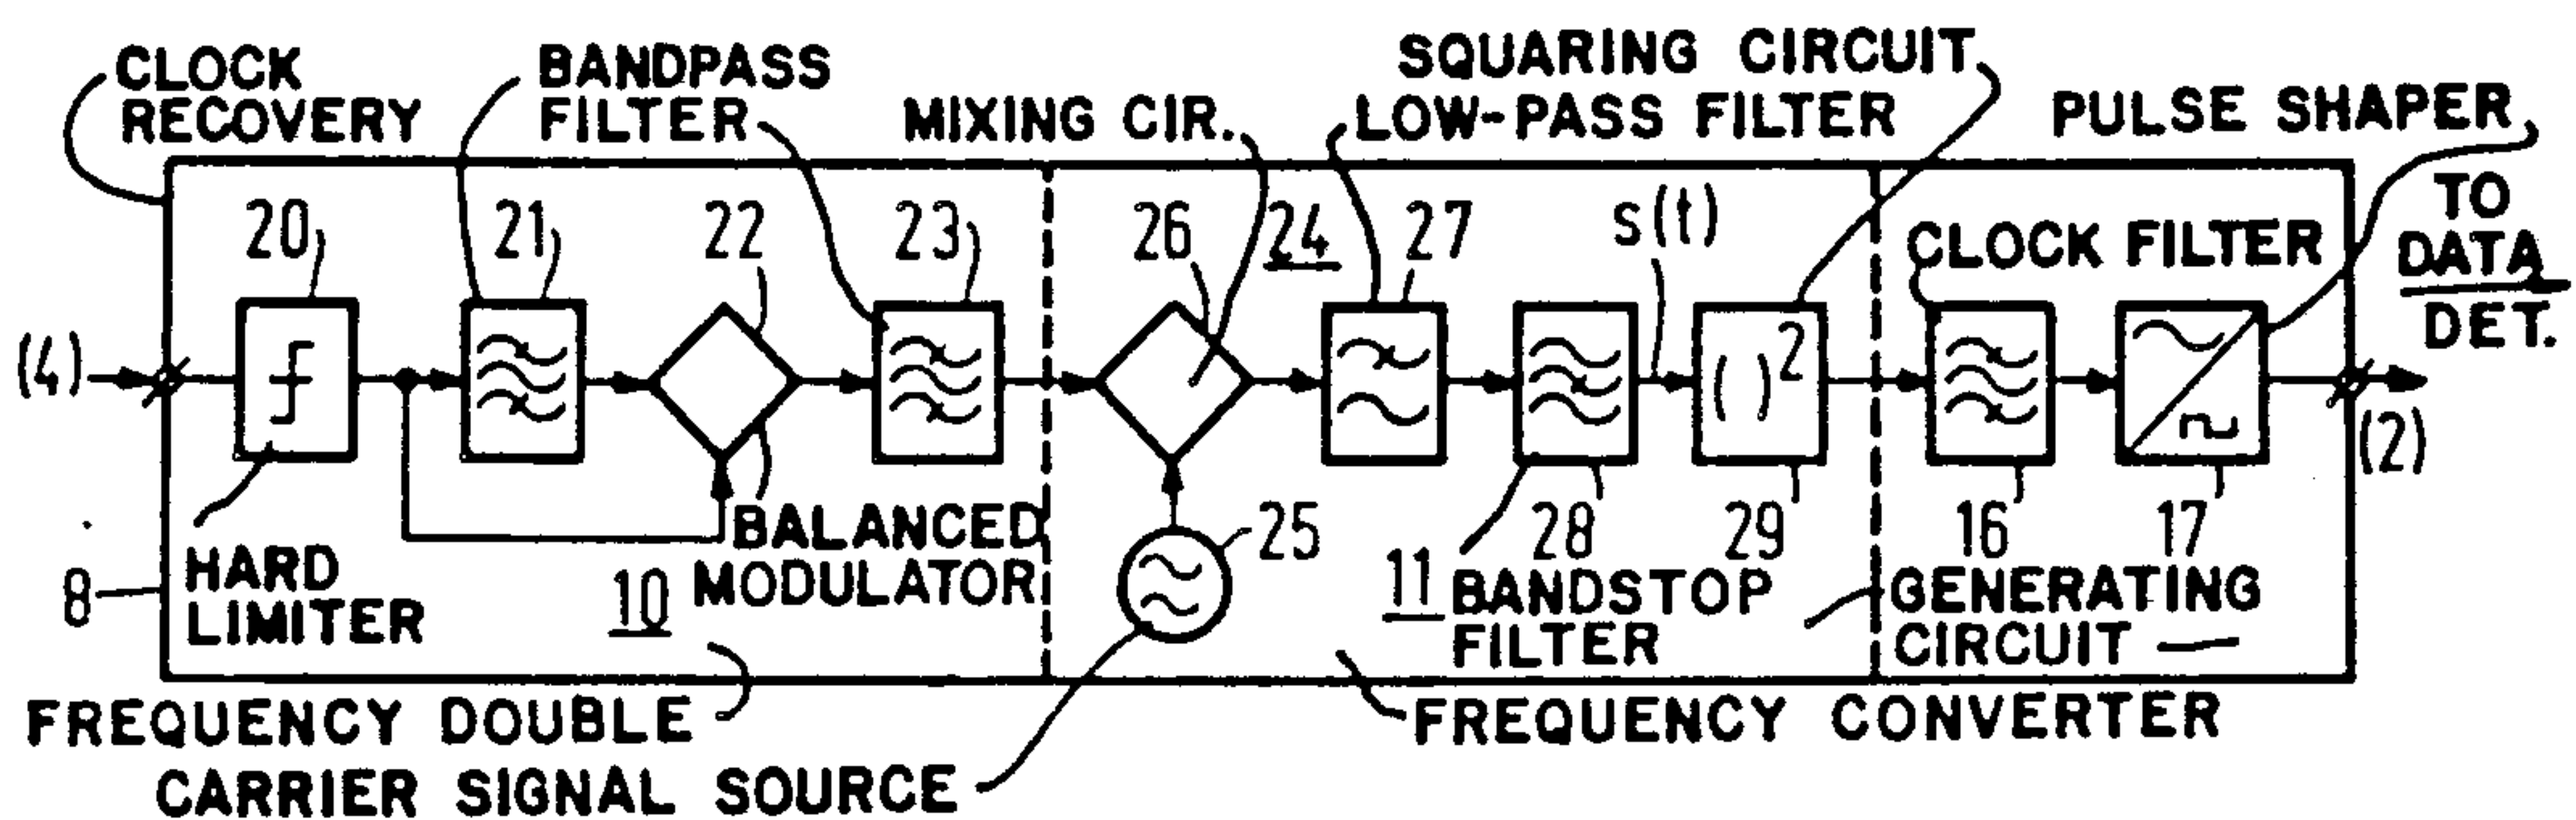 CLOCK
RECOVERY
BANDPASS
FILTER
MIXING CIR.
SQUARING CIRCUIT
LOW-PASS FILTER
PULSE SHAPER
TO
DATA
DET.
20
21
22
23
26
24
27
s(t)
CLOCK FILTER
(4)
( )2
(2)
HARD
LIMITER
8
10
BALANCED
MODULATOR
25
11
28
29
16
17
BANDSTOP
FILTER
GENERATING
CIRCUIT
FREQUENCY DOUBLE
CARRIER SIGNAL SOURCE
FREQUENCY CONVERTER